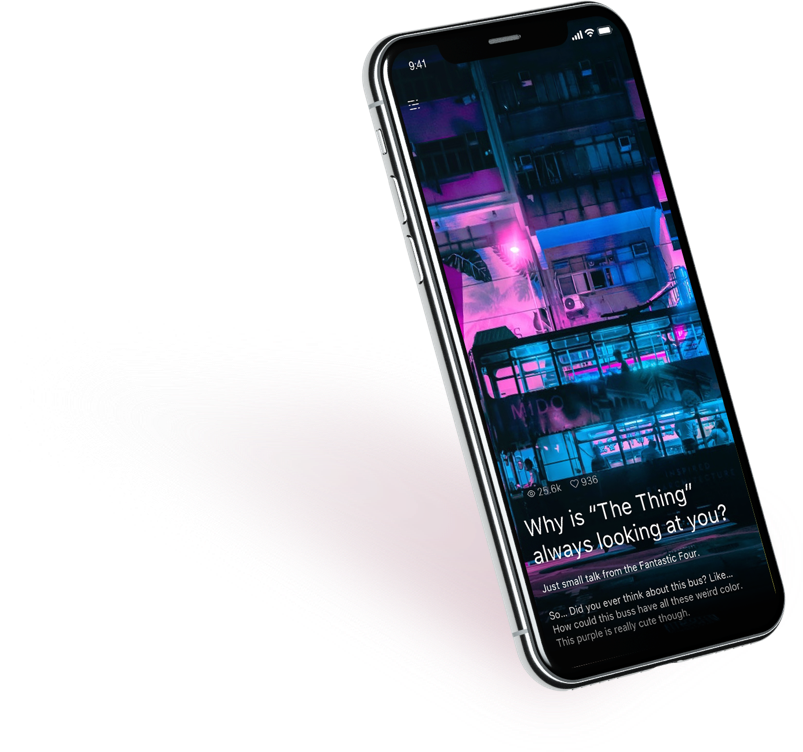 9:41
MIDO
25.6k 936
Why is “The Thing”
always looking at you?
Just small talk from the Fantastic Four.
So... Did you ever think about this bus? Like...
How could this buss have all these weird color.
This purple is really cute though.